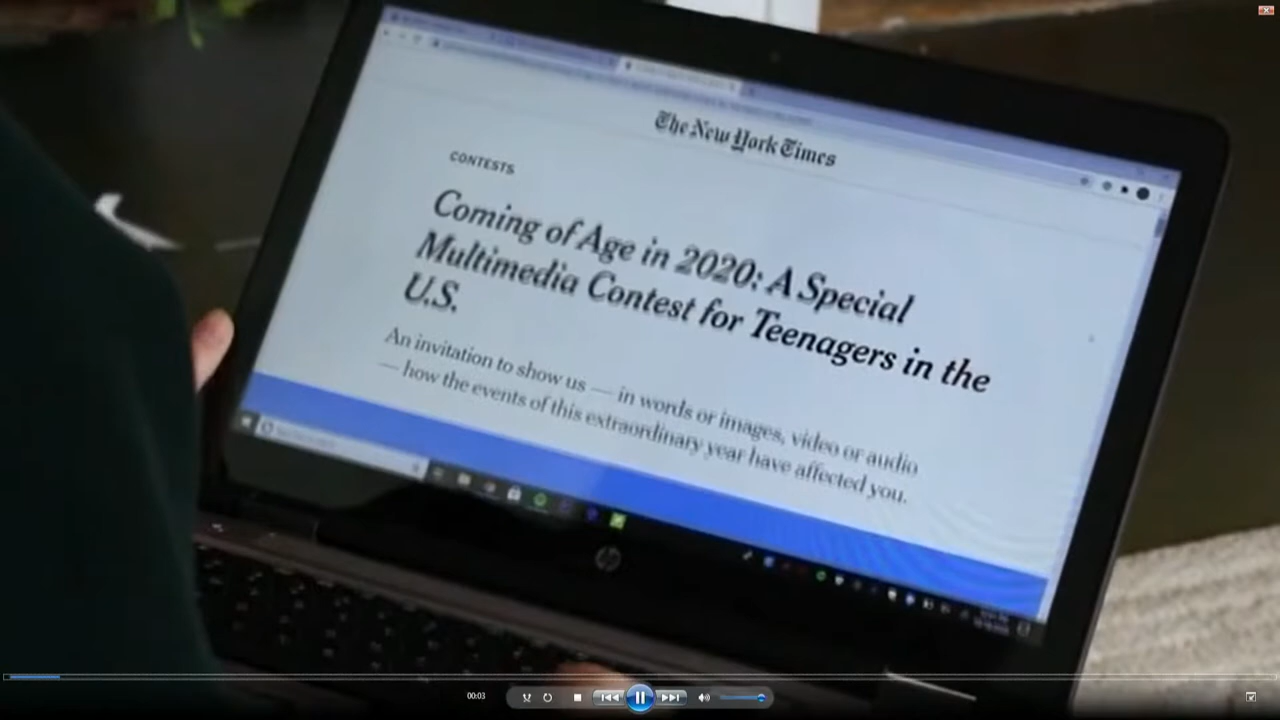 The New York Times
CONTESTS
Coming of Age in 2020: A Special
Multimedia Contest for Teenagers in the
U.S.
An invitation to show us — in words or images, video or audio
— how the events of this extraordinary year have affected you.
hp
00:03